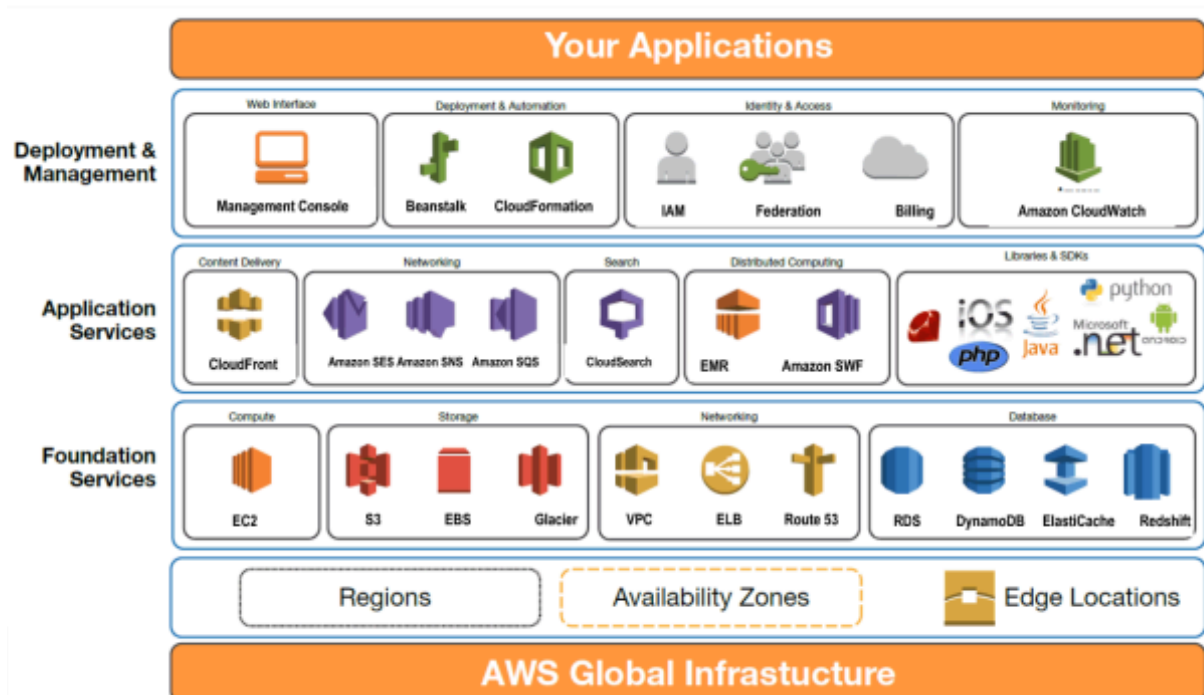 Your Applications
Deployment &
Management
Web Interface
Deployment & Automation
Identity & Access
Monitoring
Management Console
Beanstalk
CloudFormation
IAM
Federation
Billing
Amazon CloudWatch
Application
Services
Content Delivery
Networking
Search
Distributed Computing
Libraries & SDKs
CloudFront
Amazon SES
Amazon SNS
Amazon SQS
CloudSearch
EMR
Amazon SWF
iOS
php
Java
python
Microsoft
.net
ANDROID
Foundation
Services
Compute
Storage
Networking
Database
EC2
S3
EBS
Glacier
VPC
ELB
Route 53
RDS
DynamoDB
ElastiCache
Redshift
Regions
Availability Zones
Edge Locations
AWS Global Infrastucture